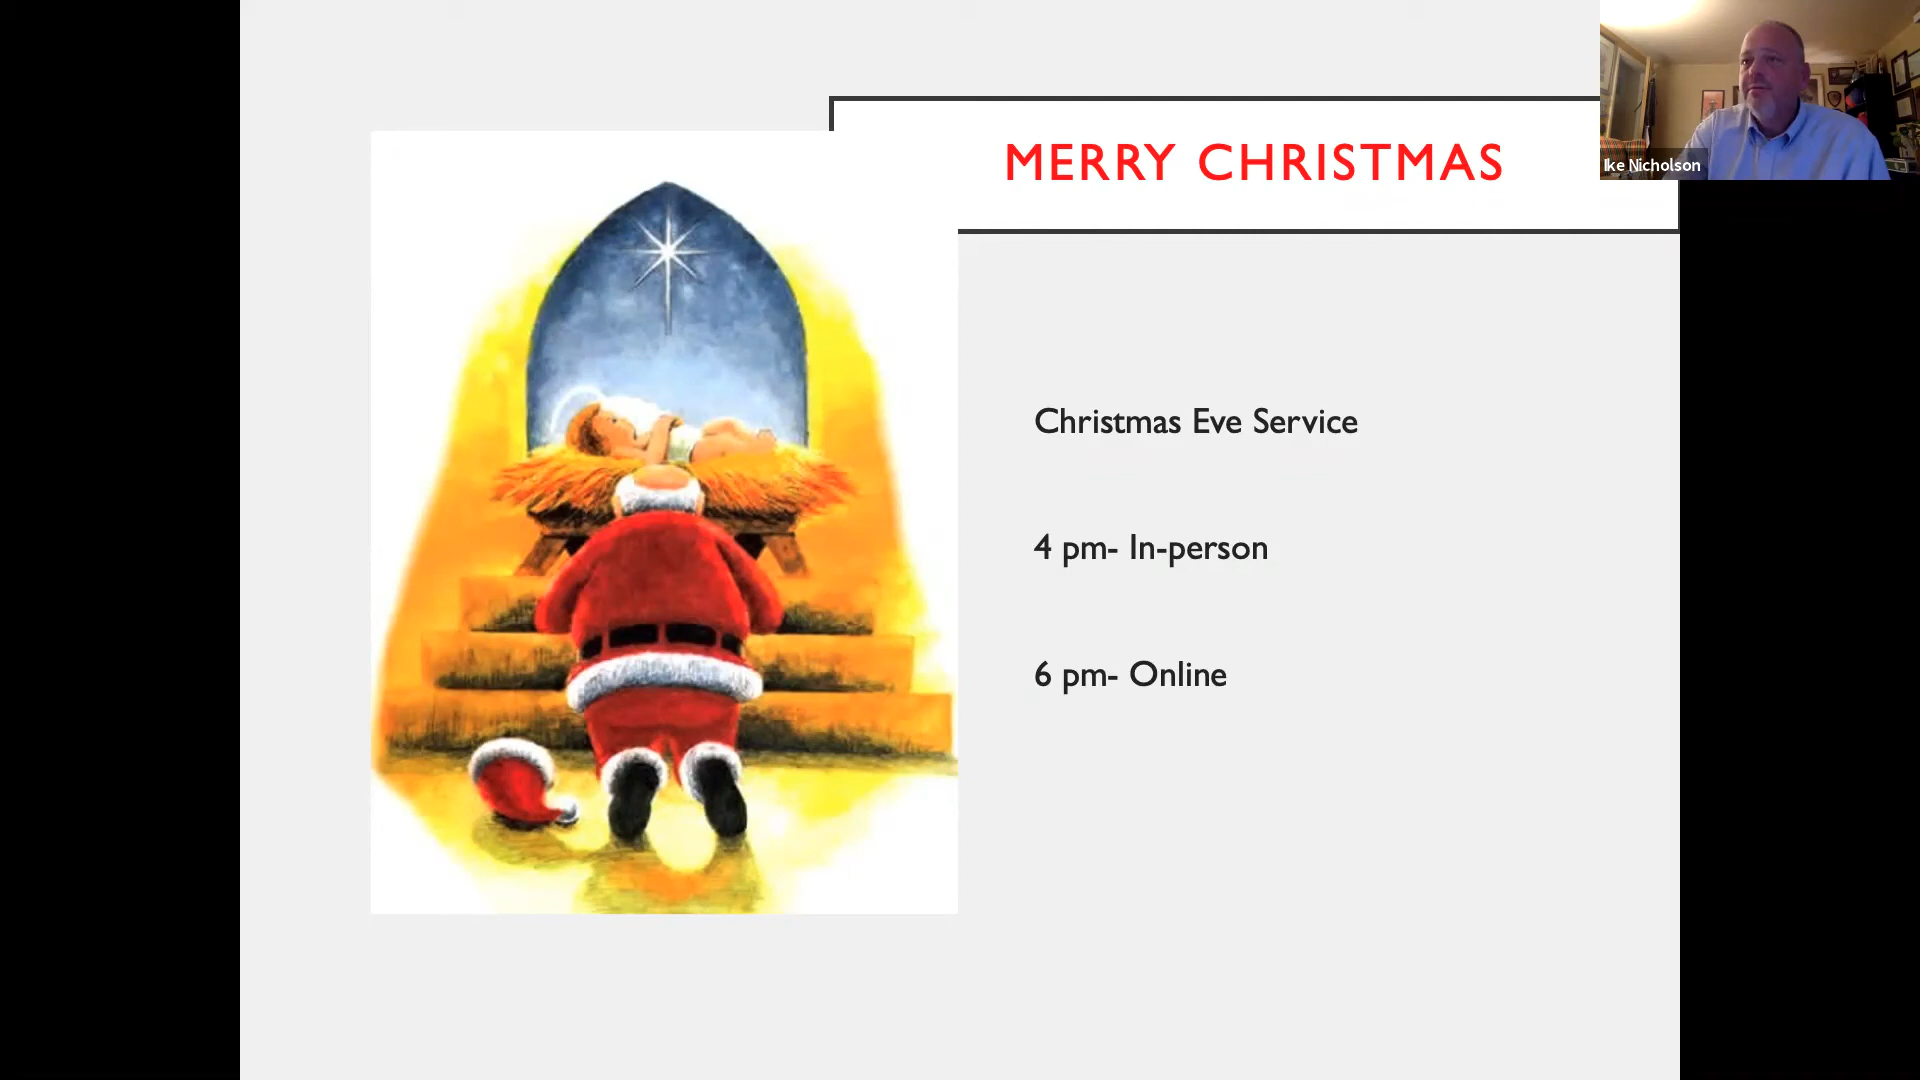 MERRY CHRISTMAS
Ike Nicholson
Christmas Eve Service
4 pm- In-person
6 pm- Online